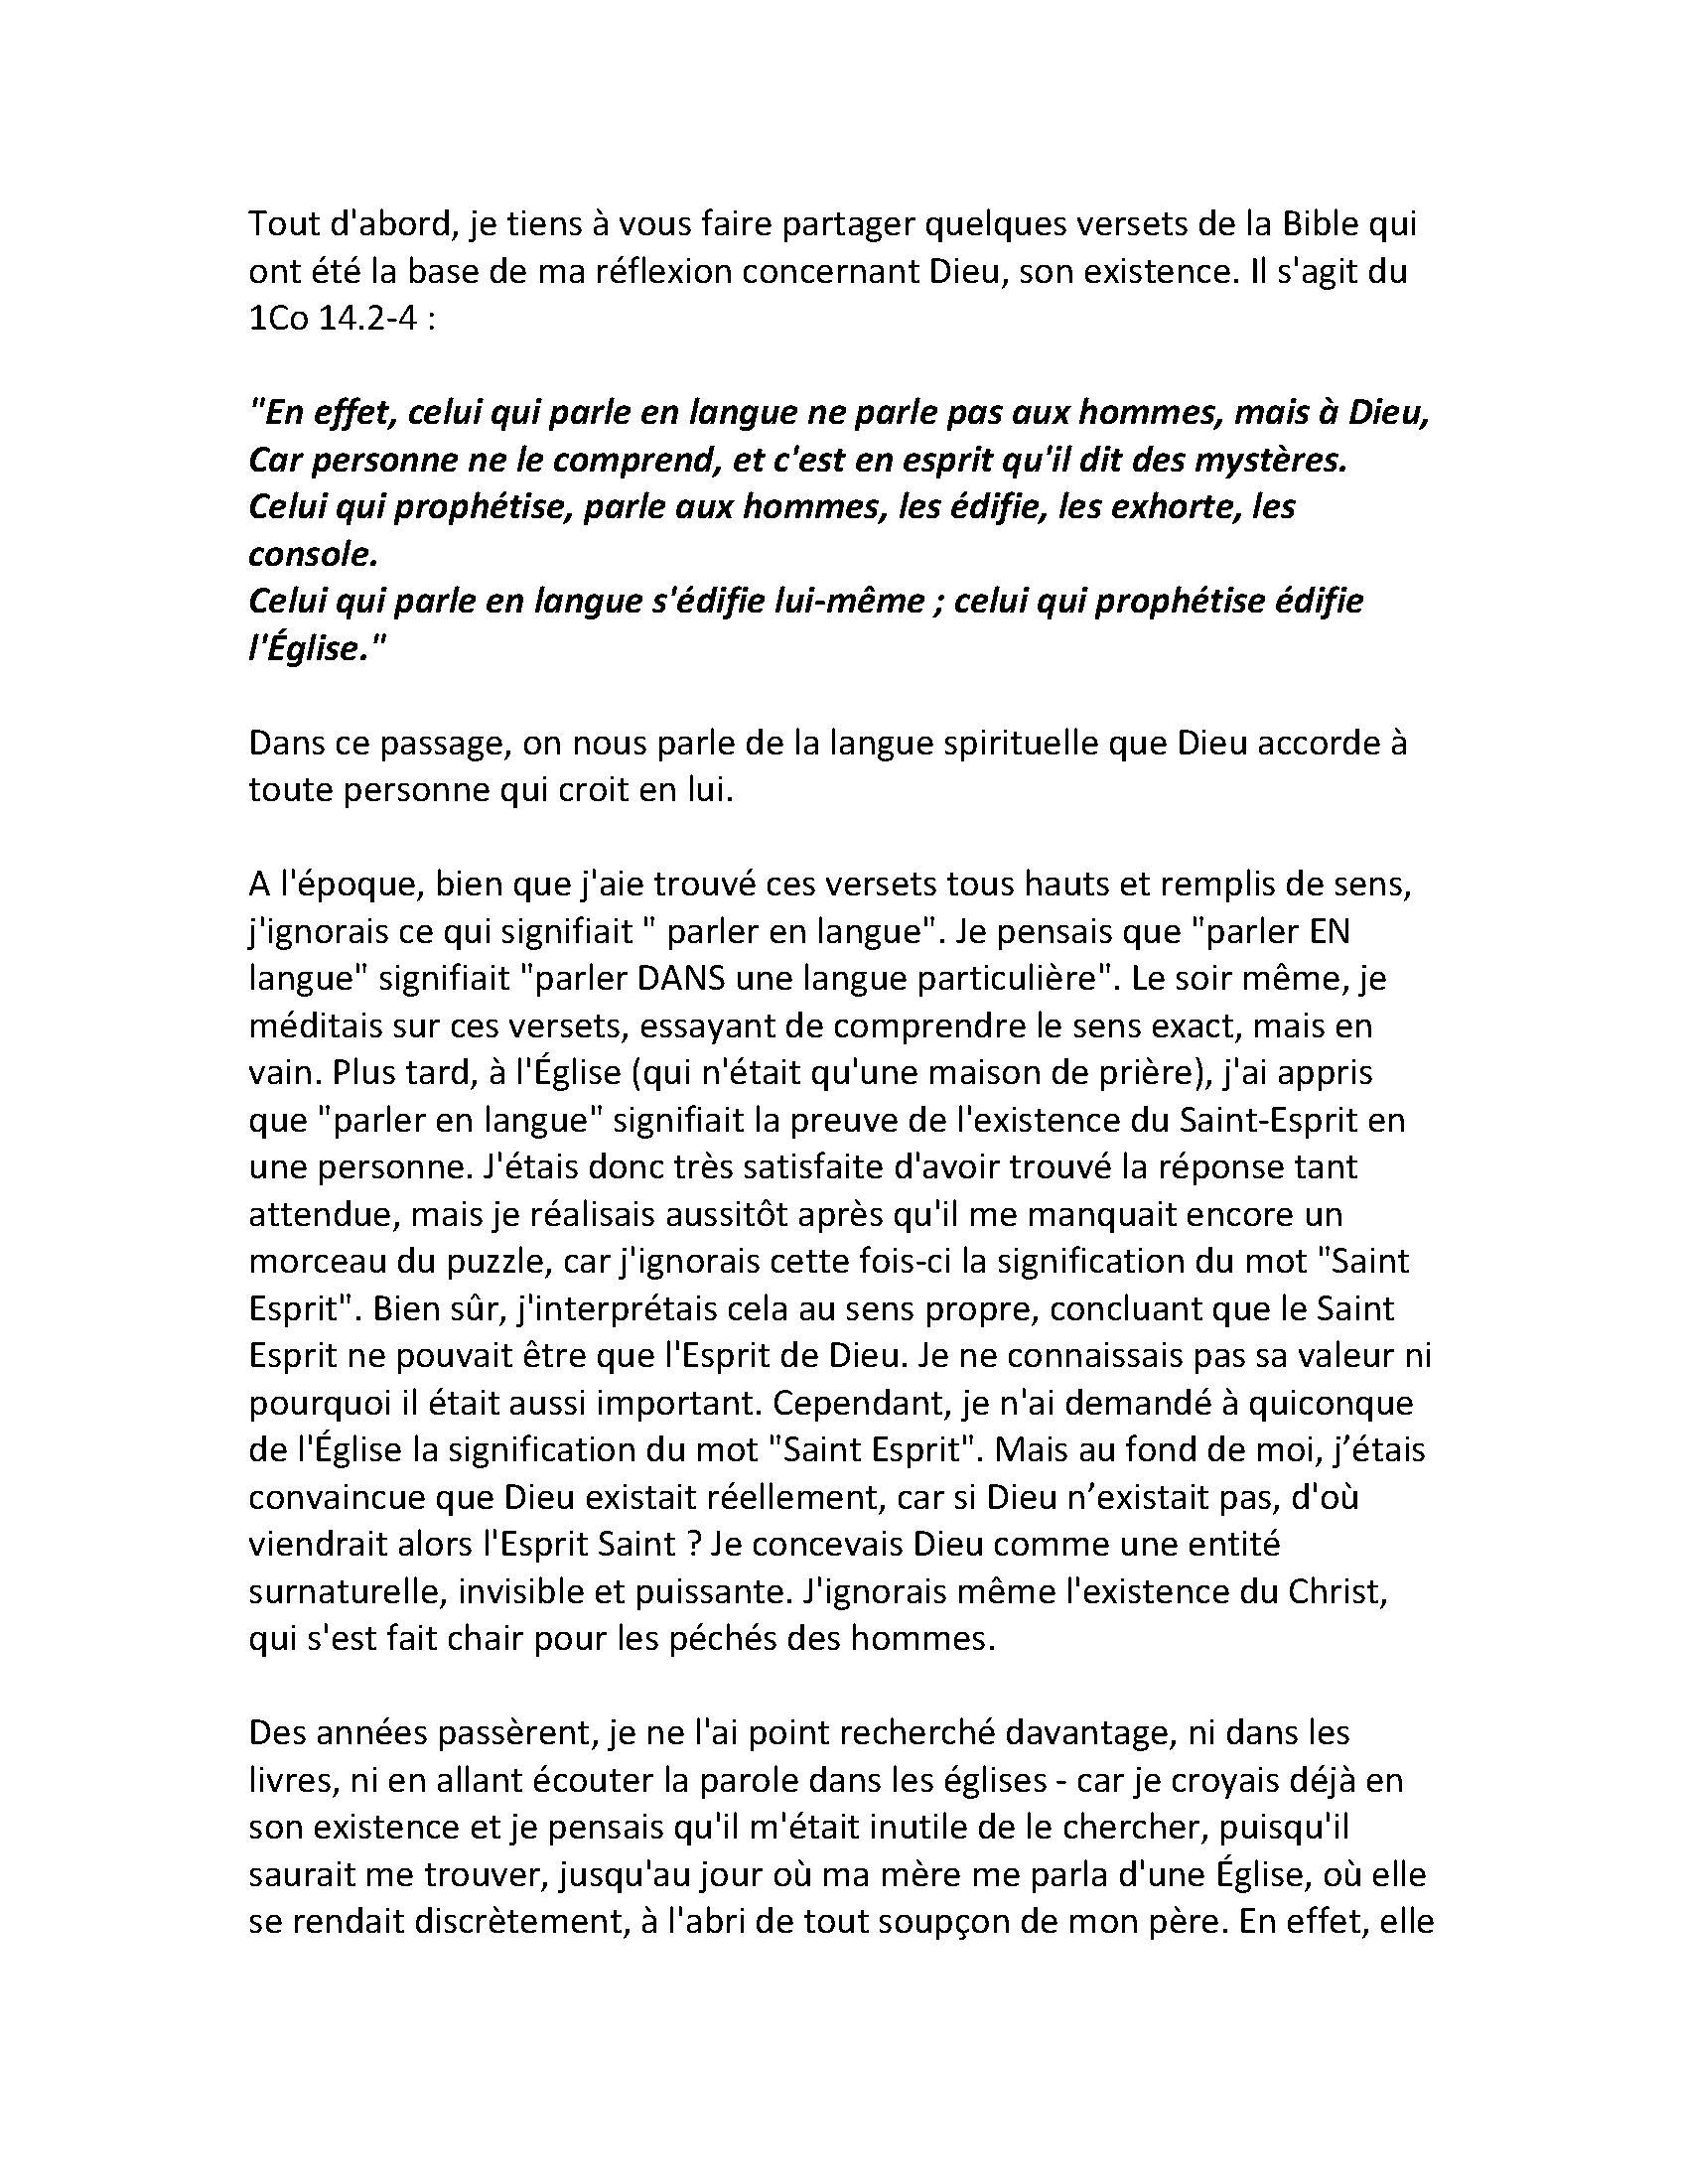 Tout d'abord, je tiens à vous faire partager quelques versets de la Bible qui
ont été la base de ma réflexion concernant Dieu, son existence. Il s'agit du
1Co 14.2-4 :
"En effet, celui qui parle en langue ne parle pas aux hommes, mais à Dieu,
Car personne ne le comprend, et c'est en esprit qu'il dit des mystères.
Celui qui prophétise, parle aux hommes, les édifie, les exhorte, les
console.
Celui qui parle en langue s'édifie lui-même ; celui qui prophétise édifie
l'Église."
Dans ce passage, on nous parle de la langue spirituelle que Dieu accorde à
toute personne qui croit en lui.
A l'époque, bien que j'aie trouvé ces versets tous hauts et remplis de sens,
j'ignorais ce qui signifiait " parler en langue". Je pensais que "parler EN
langue" signifiait "parler DANS une langue particulière". Le soir même, je
méditais sur ces versets, essayant de comprendre le sens exact, mais en
vain. Plus tard, à l'Église (qui n'était qu'une maison de prière), j'ai appris
que "parler en langue" signifiait la preuve de l'existence du Saint-Esprit en
une personne. J'étais donc très satisfaite d'avoir trouvé la réponse tant
attendue, mais je réalisais aussitôt après qu'il me manquait encore un
morceau du puzzle, car j'ignorais cette fois-ci la signification du mot "Saint
Esprit". Bien sûr, j'interprétais cela au sens propre, concluant que le Saint
Esprit ne pouvait être que l'Esprit de Dieu. Je ne connaissais pas sa valeur ni
pourquoi il était aussi important. Cependant, je n'ai demandé à quiconque
de l'Église la signification du mot "Saint Esprit". Mais au fond de moi, j’étais
convaincue que Dieu existait réellement, car si Dieu n’existait pas, d'où
viendrait alors l'Esprit Saint ? Je concevais Dieu comme une entité
surnaturelle, invisible et puissante. J'ignorais même l'existence du Christ,
qui s'est fait chair pour les péchés des hommes.
Des années passèrent, je ne l'ai point recherché davantage, ni dans les
livres, ni en allant écouter la parole dans les églises - car je croyais déjà en
son existence et je pensais qu'il m'était inutile de le chercher, puisqu'il
saurait me trouver, jusqu'au jour où ma mère me parla d'une Église, où elle
se rendait discrètement, à l'abri de tout soupçon de mon père. En effet, elle